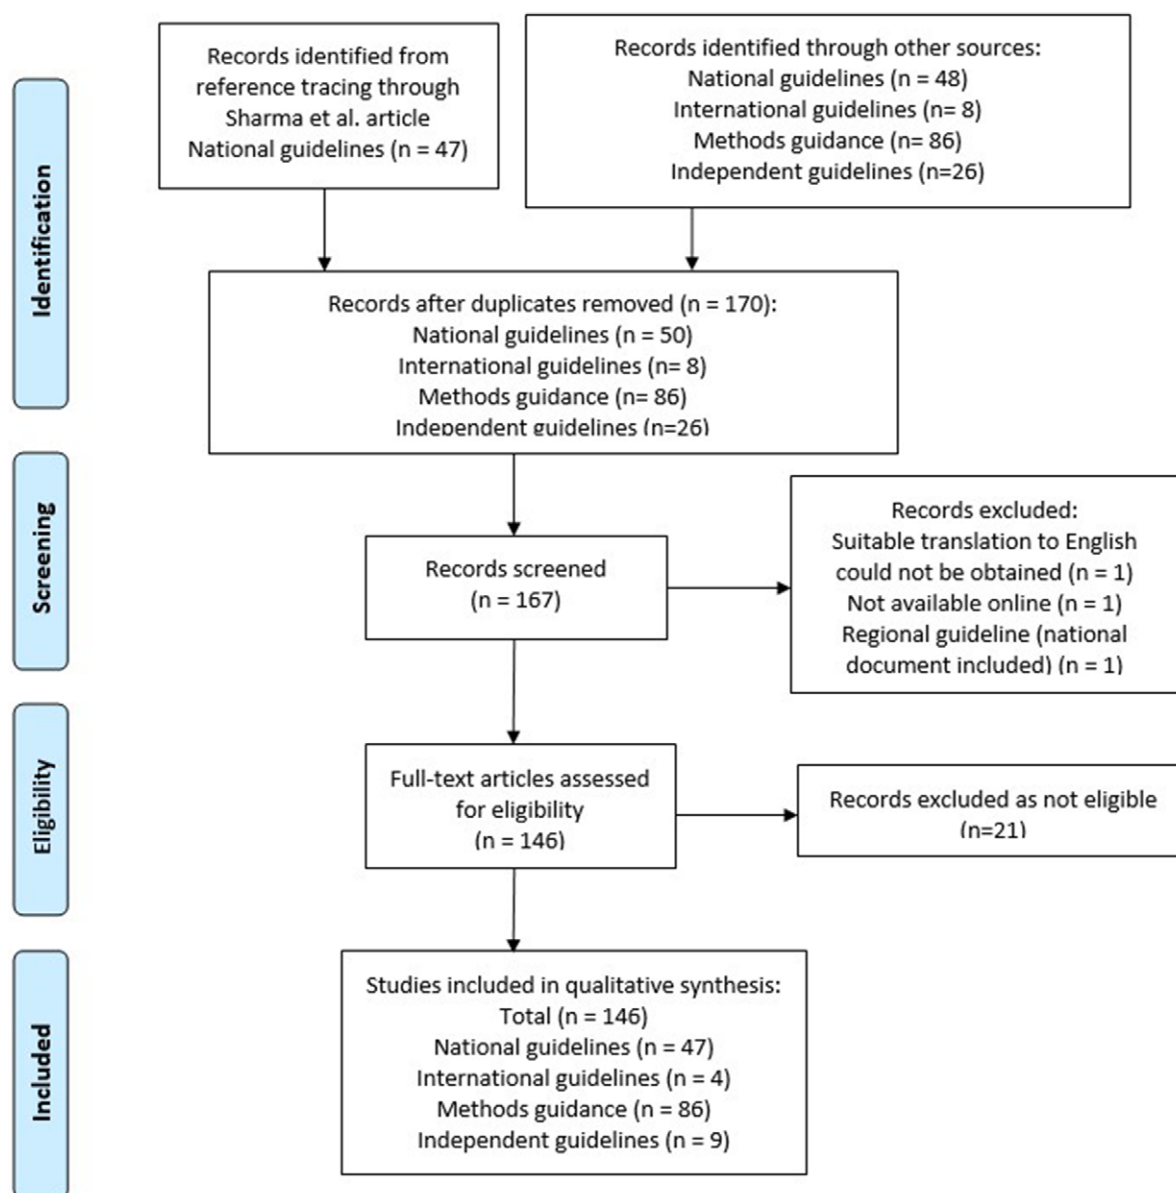 Records identified from
reference tracing through
Sharma et al. article
National guidelines (n = 47)
Records identified through other sources:
National guidelines (n = 48)
International guidelines (n= 8)
Methods guidance (n= 86)
Independent guidelines (n=26)
Identification
Records after duplicates removed (n = 170):
National guidelines (n = 50)
International guidelines (n= 8)
Methods guidance (n= 86)
Independent guidelines (n=26)
Screening
Records screened
(n = 167)
Records excluded:
Suitable translation to English
could not be obtained (n = 1)
Not available online (n = 1)
Regional guideline (national
document included) (n = 1)
Eligibility
Full-text articles assessed
for eligibility
(n = 146)
Records excluded as not eligible
(n=21)
Included
Studies included in qualitative synthesis:
Total (n = 146)
National guidelines (n = 47)
International guidelines (n = 4)
Methods guidance (n = 86)
Independent guidelines (n = 9)